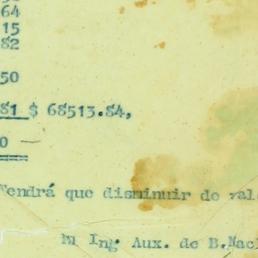 64
15
82
50
81 $ 68513.84,
0
Tendrá que disminuir de val
El Ing. Aux. de B.Nac